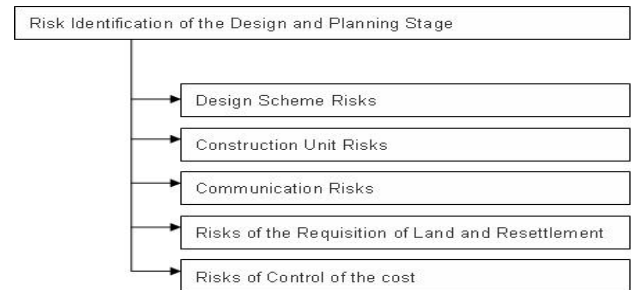 Risk Identification of the Design and Planning Stage
Design Scheme Risks
Construction Unit Risks
Communication Risks
Risks of the Requisition of Land and Resettlement
Risks of Control of the cost